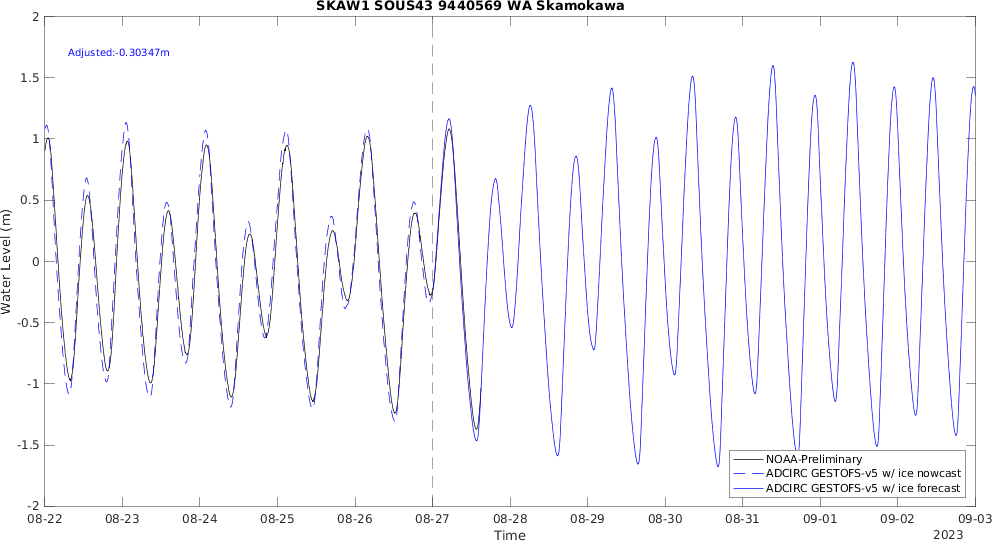 SKAW1 SOUS43 9440569 WA Skamokawa
Adjusted:-0.30347m
2
1.5
1
0.5
0
-0.5
-1
-1.5
-2
Water Level (m)
NOAA-Preliminary
ADCIRC GESTOFS-v5 w/ ice nowcast
ADCIRC GESTOFS-v5 w/ ice forecast
08-22 08-23 08-24 08-25 08-26 08-27 08-28 08-29 08-30 08-31 09-01 09-02 09-03
Time
2023